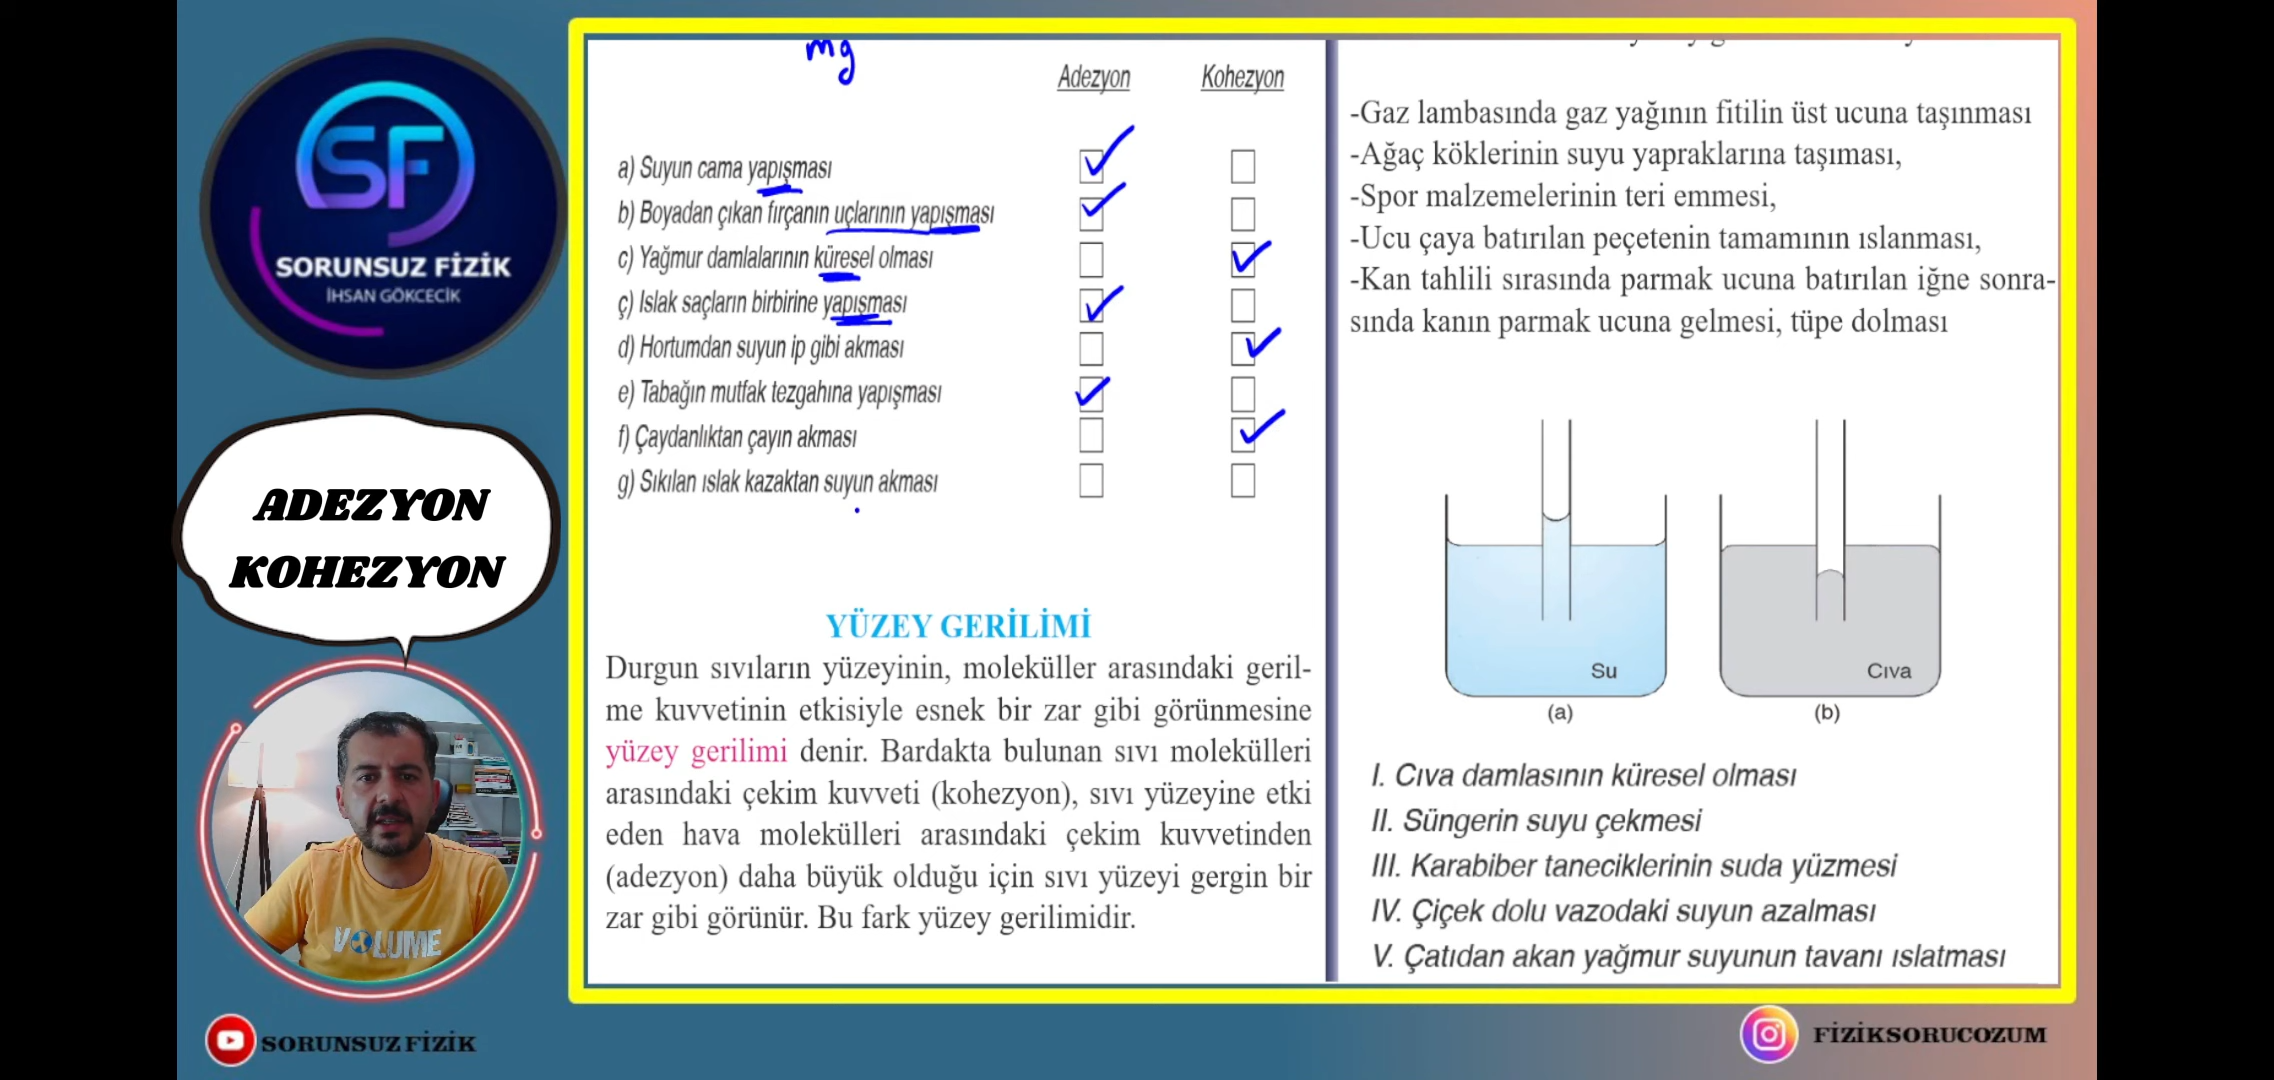 SF
SORUNSUZ FİZİK
İHSAN GÖKCECİK
ADEZYON
KOHEZYON
VOLUME
SORUNSUZ FİZİK
mg
Adezyon Kohezyon
a) Suyun cama yapışması
b) Boyadan çıkan fırçanın uçlarının yapışması
c) Yağmur damlalarının küresel olması
ç) Islak saçların birbirine yapışması
d) Hortumdan suyun ip gibi akması
e) Tabağın mutfak tezgahına yapışması
f) Çaydanlıktan çayın akması
g) Sıkılan ıslak kazaktan suyun akması
YÜZEY GERİLİMİ
Durgun sıvıların yüzeyinin, moleküller arasındaki geril-
me kuvvetinin etkisiyle esnek bir zar gibi görünmesine
yüzey gerilimi denir. Bardakta bulunan sıvı molekülleri
arasındaki çekim kuvveti (kohezyon), sıvı yüzeyine etki
eden hava molekülleri arasındaki çekim kuvvetinden
(adezyon) daha büyük olduğu için sıvı yüzeyi gergin bir
zar gibi görünür. Bu fark yüzey gerilimidir.
-Gaz lambasında gaz yağının fitilin üst ucuna taşınması
-Ağaç köklerinin suyu yapraklarına taşıması,
-Spor malzemelerinin teri emmesi,
-Ucu çaya batırılan peçetenin tamamının ıslanması,
-Kan tahlili sırasında parmak ucuna batırılan iğne sonra-
sında kanın parmak ucuna gelmesi, tüpe dolması
Su
Cıva
(a)
(b)
I. Cıva damlasının küresel olması
II. Süngerin suyu çekmesi
III. Karabiber taneciklerinin suda yüzmesi
IV. Çiçek dolu vazodaki suyun azalması
V. Çatıdan akan yağmur suyunun tavanı ıslatması
FİZİKSORUCOZUM